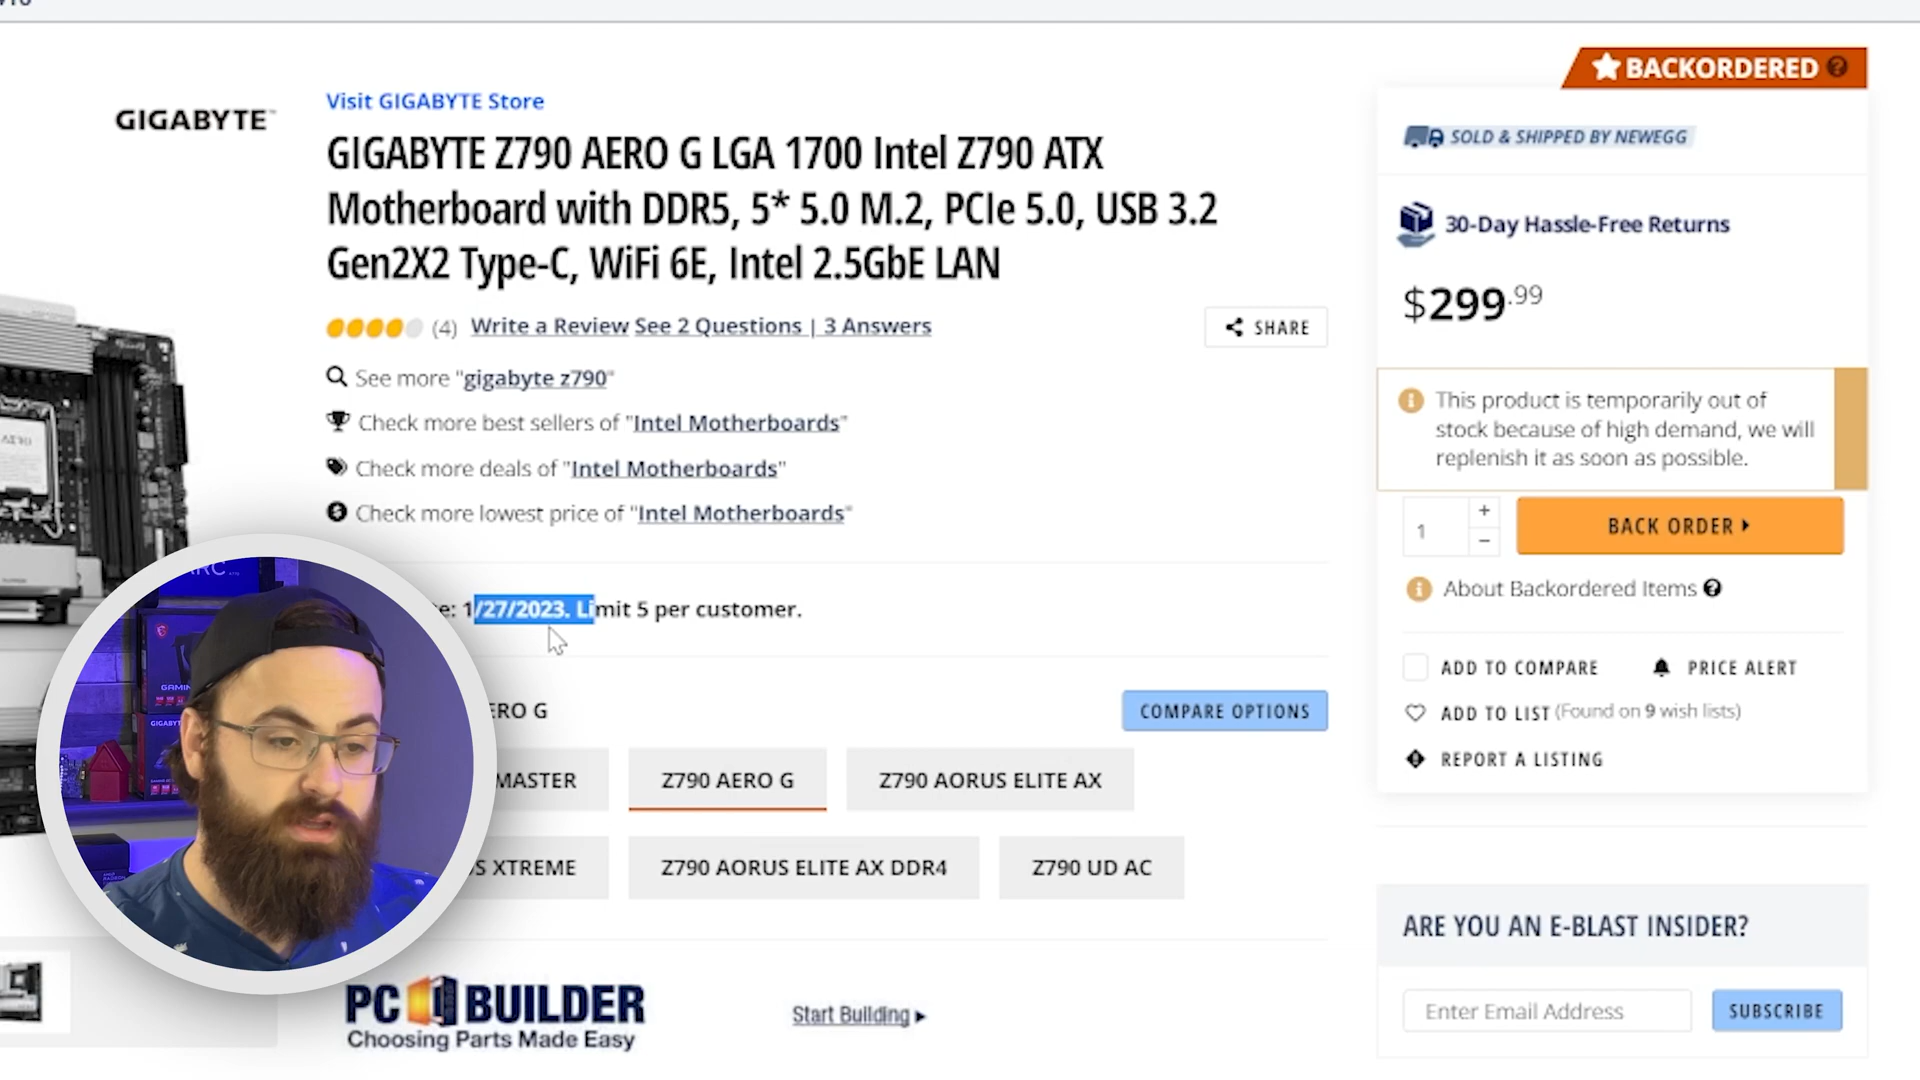 BACKORDERED
GIGABYTE
Visit GIGABYTE Store
GIGABYTE Z790 AERO G LGA 1700 Intel Z790 ATX
Motherboard with DDR5, 5* 5.0 M.2, PCIe 5.0, USB 3.2
Gen2X2 Type-C, WiFi 6E, Intel 2.5GbE LAN
(4) Write a Review See 2 Questions | 3 Answers
SHARE
See more "gigabyte z790"
Check more best sellers of "Intel Motherboards"
Check more deals of "Intel Motherboards"
Check more lowest price of "Intel Motherboards"
e: 1/27/2023. Limit 5 per customer.
ERO G
COMPARE OPTIONS
MASTER
Z790 AERO G
Z790 AORUS ELITE AX
S XTREME
Z790 AORUS ELITE AX DDR4
Z790 UD AC
PC BUILDER
Choosing Parts Made Easy
Start Building
SOLD & SHIPPED BY NEWEGG
30-Day Hassle-Free Returns
$299.99
This product is temporarily out of
stock because of high demand, we will
replenish it as soon as possible.
1
+
−
BACK ORDER
About Backordered Items
ADD TO COMPARE
PRICE ALERT
ADD TO LIST (Found on 9 wish lists)
REPORT A LISTING
ARE YOU AN E-BLAST INSIDER?
Enter Email Address
SUBSCRIBE
GAMIN
GIGABYTE